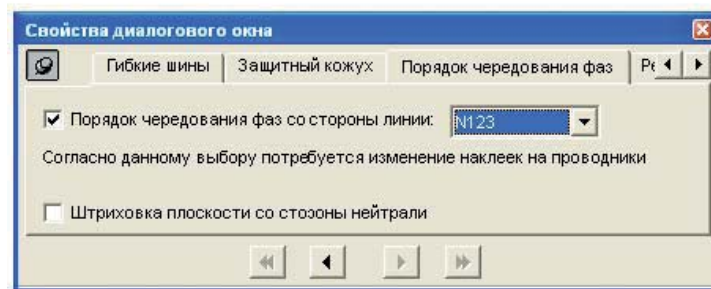 Свойства диалогового окна
Гибкие шины Защитный кожух Порядок чередования фаз Ре
Порядок чередования фаз со стороны линии: N123
Согласно данному выбору потребуется изменение наклеек на проводники
Штриховка плоскости со стозоны нейтрали